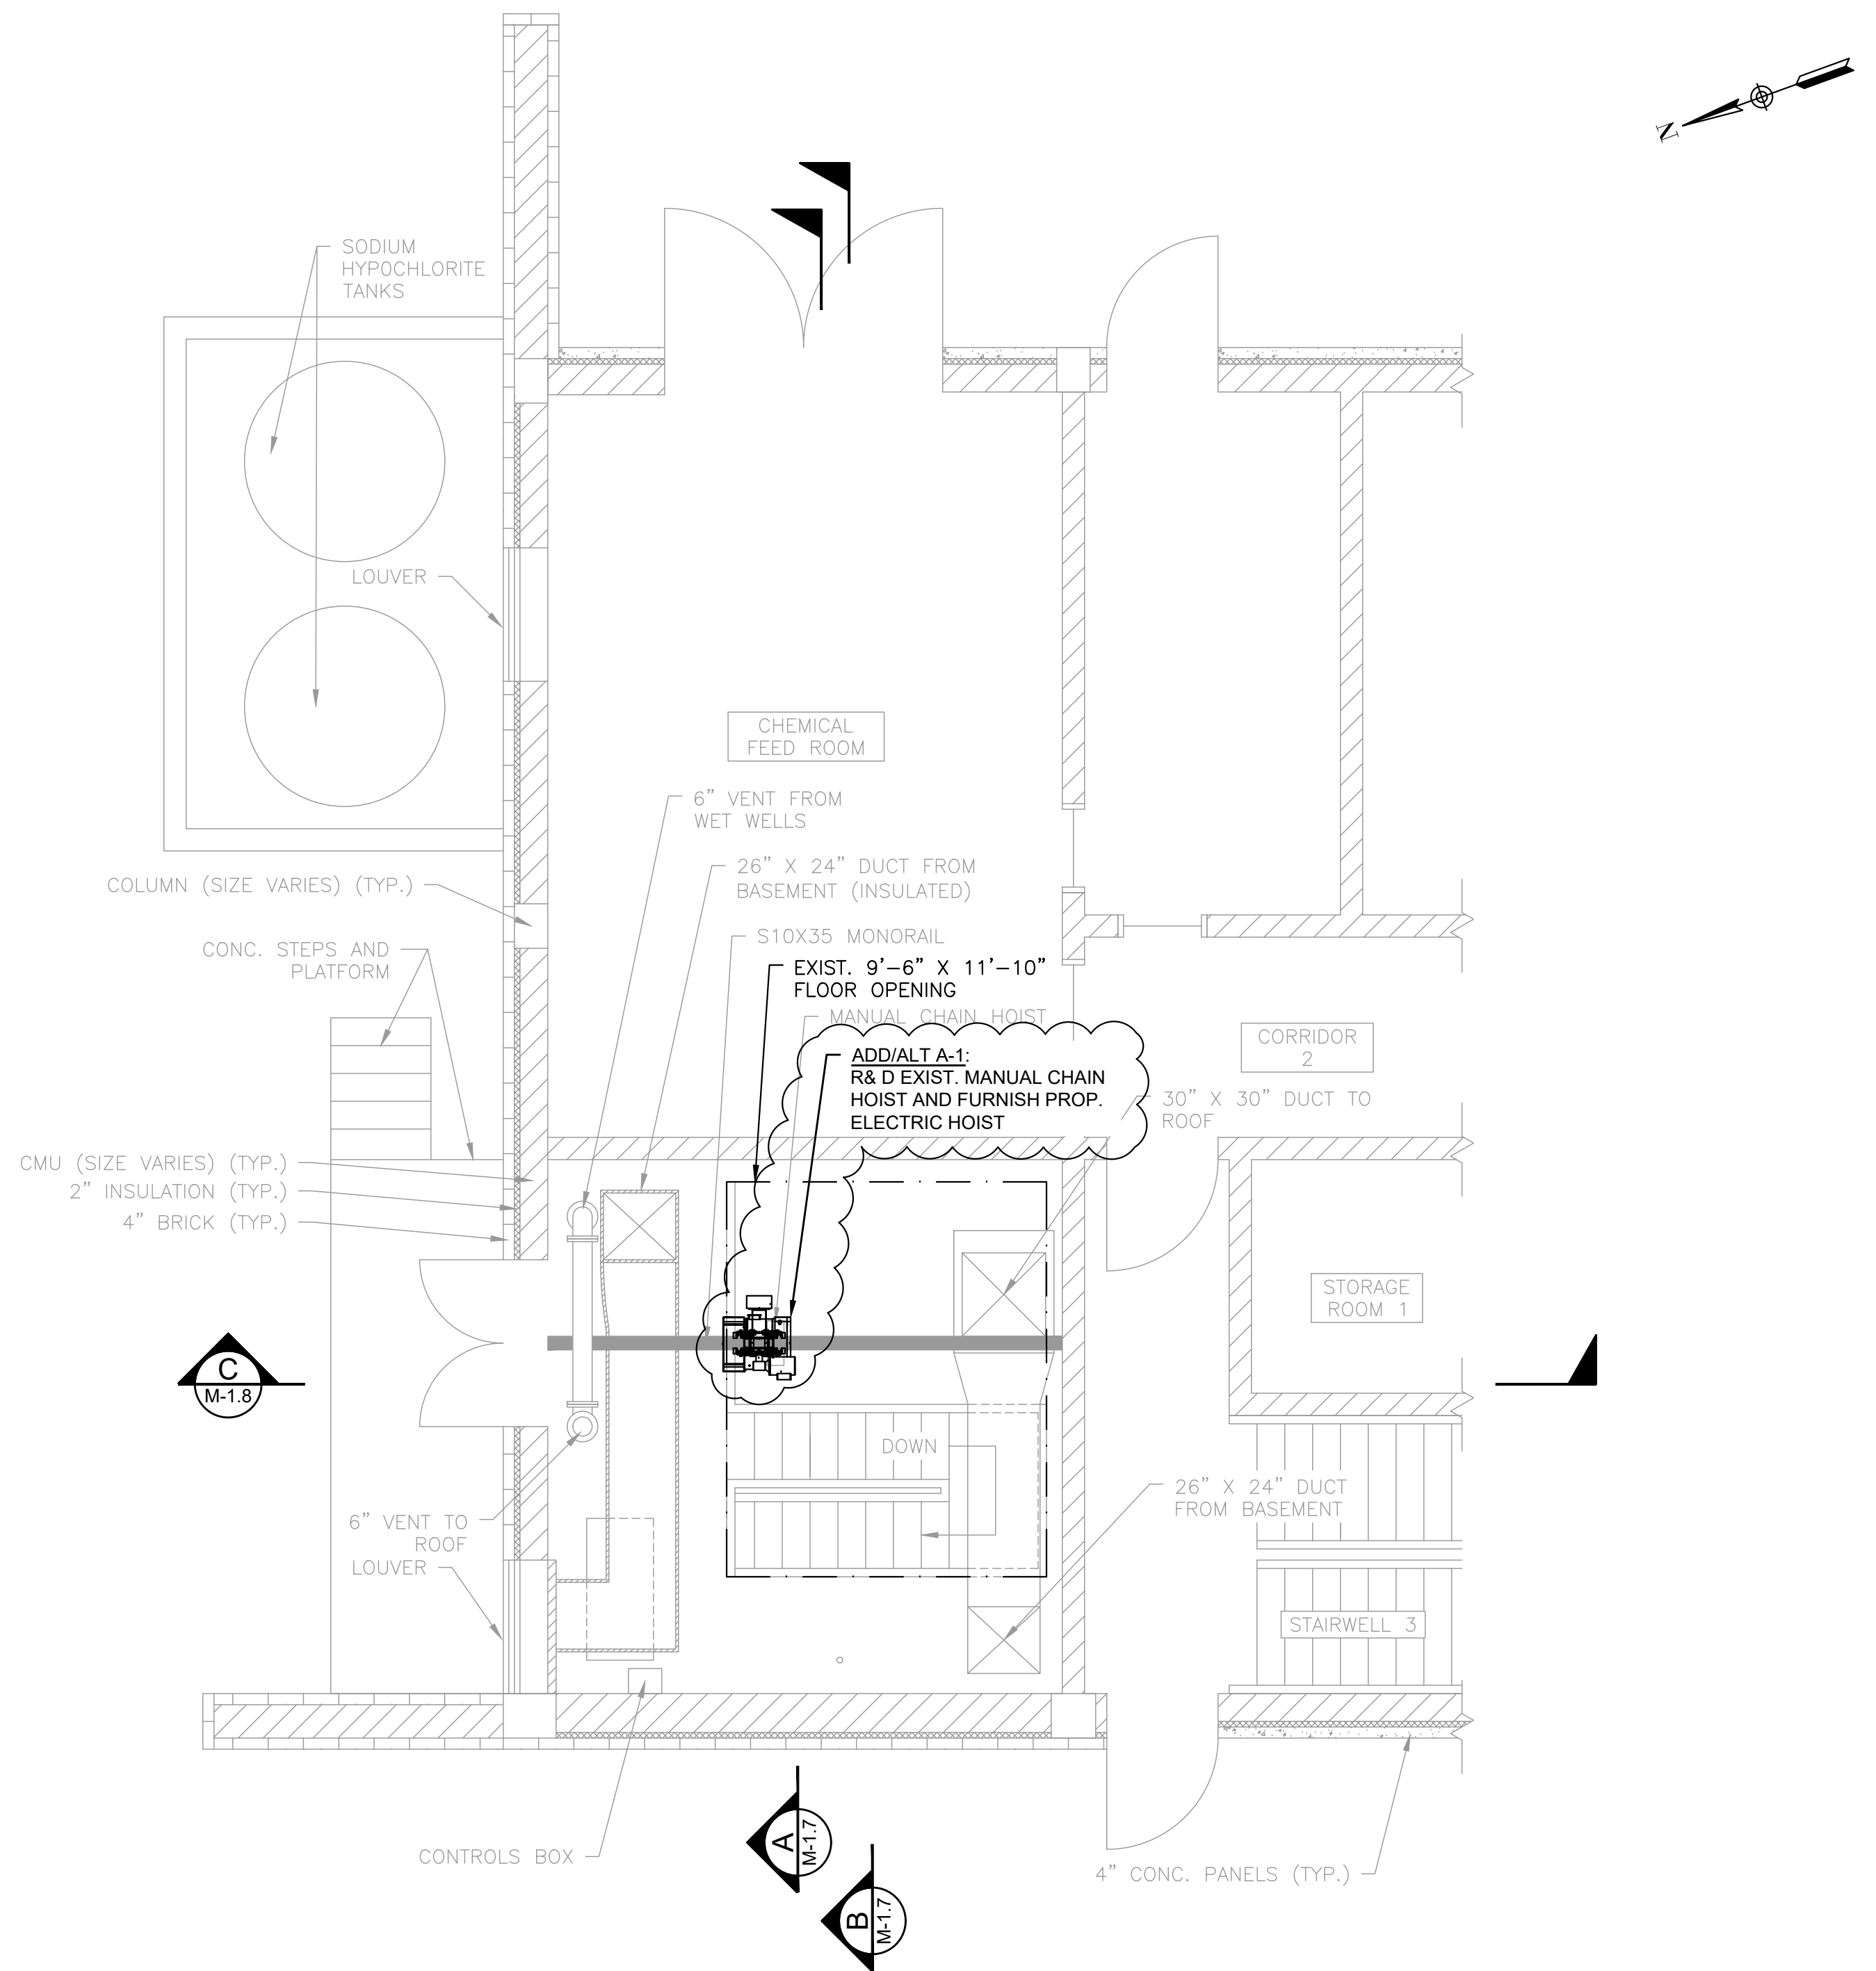 N
SODIUM
HYPOCHLORITE
TANKS
LOUVER
CHEMICAL
FEED ROOM
6” VENT FROM
WET WELLS
26” X 24” DUCT FROM
BASEMENT (INSULATED)
COLUMN (SIZE VARIES) (TYP.)
S10X35 MONORAIL
CONC. STEPS AND
PLATFORM
EXIST. 9’-6” X 11’-10”
FLOOR OPENING
MANUAL CHAIN HOIST
CORRIDOR
2
ADD/ALT A-1:
R& D EXIST. MANUAL CHAIN
HOIST AND FURNISH PROP.
ELECTRIC HOIST
30” X 30” DUCT TO
ROOF
CMU (SIZE VARIES) (TYP.)
2” INSULATION (TYP.)
4” BRICK (TYP.)
STORAGE
ROOM 1
C
M-1.8
DOWN
26” X 24” DUCT
FROM BASEMENT
6” VENT TO
ROOF
LOUVER
STAIRWELL 3
CONTROLS BOX
A
M-1.7
4” CONC. PANELS (TYP.)
B
M-1.7